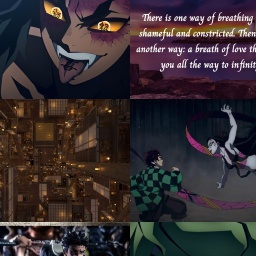 There is one way of breathing
shameful and constricted. Then
another way: a breath of love th
you all the way to infinit